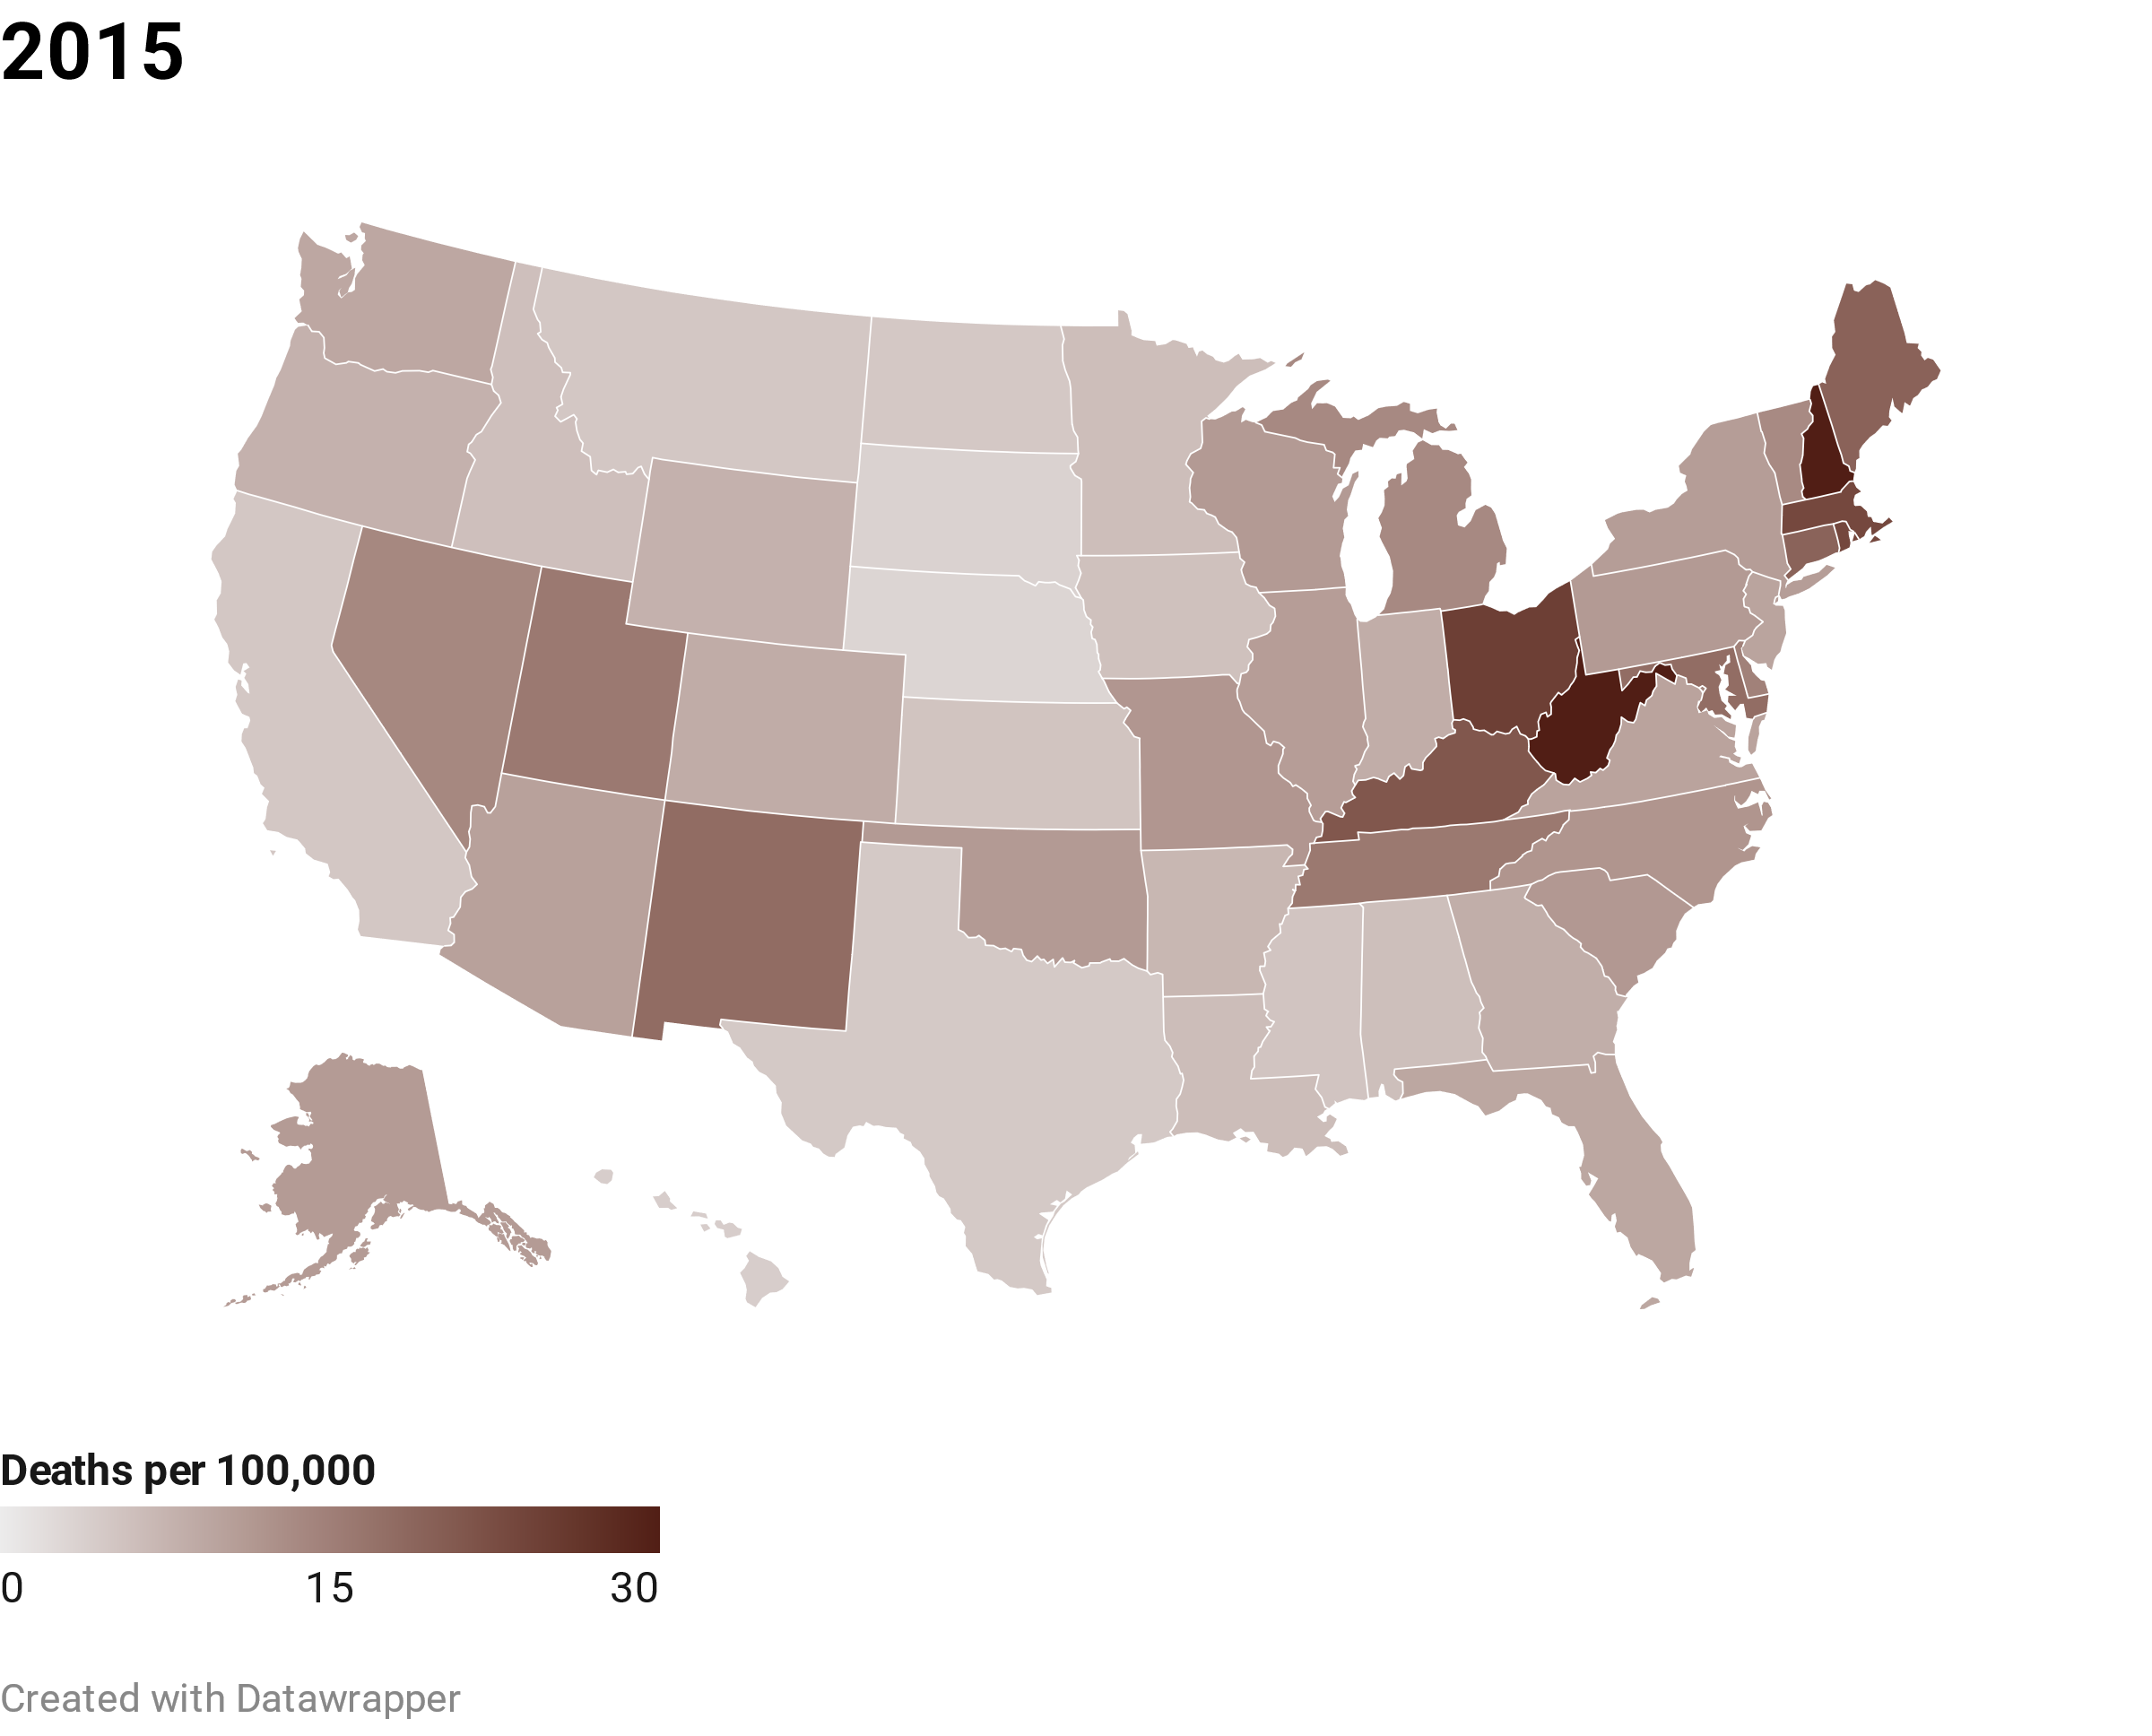 2015
Deaths per 100,000
0 15 30
Created with Datawrapper